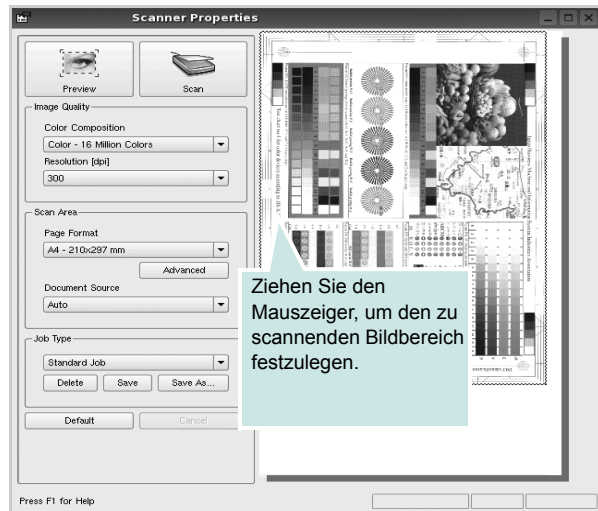 Scanner Properties
Preview
Scan
Image Quality
Color Composition
Color - 16 Million Colors
Resolution [dpi]
300
Scan Area
Page Format
A4 - 210x297 mm
Advanced
Document Source
Auto
Job Type
Standard Job
Delete
Save
Save As...
Default
Cancel
Ziehen Sie den
Mauszeiger, um den zu
scannenden Bildbereich
festzulegen.
Press F1 for Help